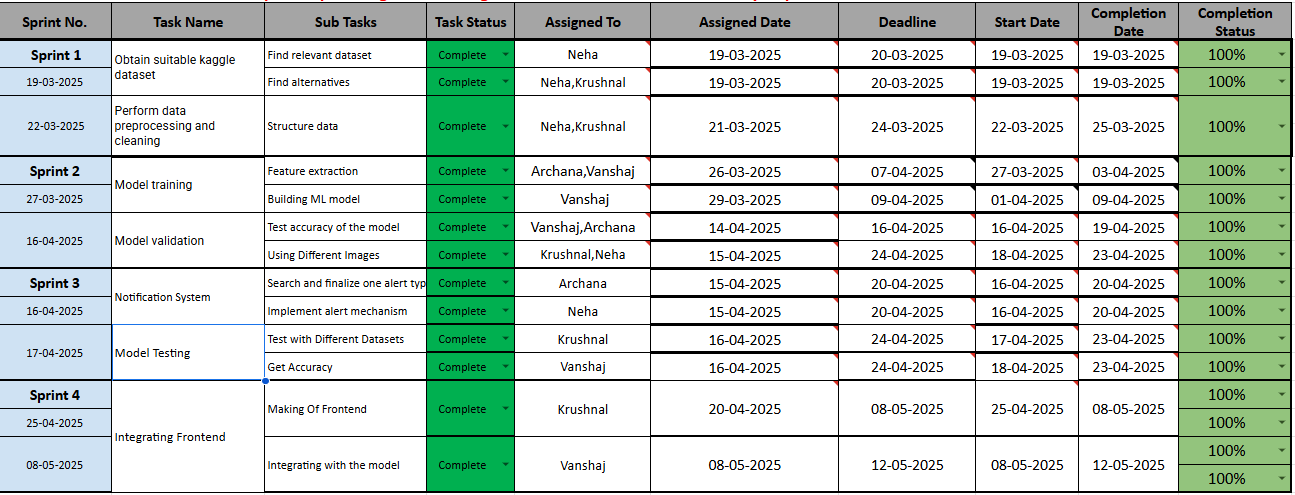 Sprint No. Task Name Sub Tasks Task Status Assigned To Assigned Date Deadline Start Date Completion Date Completion Status
Sprint 1 Obtain suitable kaggle dataset Find relevant dataset Complete Neha 19-03-2025 20-03-2025 19-03-2025 19-03-2025 100%
19-03-2025 Find alternatives Complete Neha,Krushnal 19-03-2025 20-03-2025 19-03-2025 19-03-2025 100%
22-03-2025 Perform data preprocessing and cleaning Structure data Complete Neha,Krushnal 21-03-2025 24-03-2025 22-03-2025 25-03-2025 100%
Sprint 2 Model training Feature extraction Complete Archana,Vanshaj 26-03-2025 07-04-2025 27-03-2025 03-04-2025 100%
27-03-2025 Building ML model Complete Vanshaj 29-03-2025 09-04-2025 01-04-2025 09-04-2025 100%
16-04-2025 Model validation Test accuracy of the model Complete Vanshaj,Archana 14-04-2025 16-04-2025 16-04-2025 19-04-2025 100%
Using Different Images Complete Krushnal,Neha 15-04-2025 24-04-2025 18-04-2025 23-04-2025 100%
Sprint 3 Notification System Search and finalize one alert typ Complete Archana 15-04-2025 20-04-2025 16-04-2025 20-04-2025 100%
16-04-2025 Implement alert mechanism Complete Neha 15-04-2025 20-04-2025 16-04-2025 20-04-2025 100%
17-04-2025 Model Testing Test with Different Datasets Complete Krushnal 16-04-2025 24-04-2025 17-04-2025 23-04-2025 100%
Get Accuracy Complete Vanshaj 16-04-2025 24-04-2025 18-04-2025 23-04-2025 100%
Sprint 4 Integrating Frontend Making Of Frontend Complete Krushnal 20-04-2025 08-05-2025 25-04-2025 08-05-2025 100%
25-04-2025 100%
08-05-2025 Integrating with the model Complete Vanshaj 08-05-2025 12-05-2025 08-05-2025 12-05-2025 100%
100%